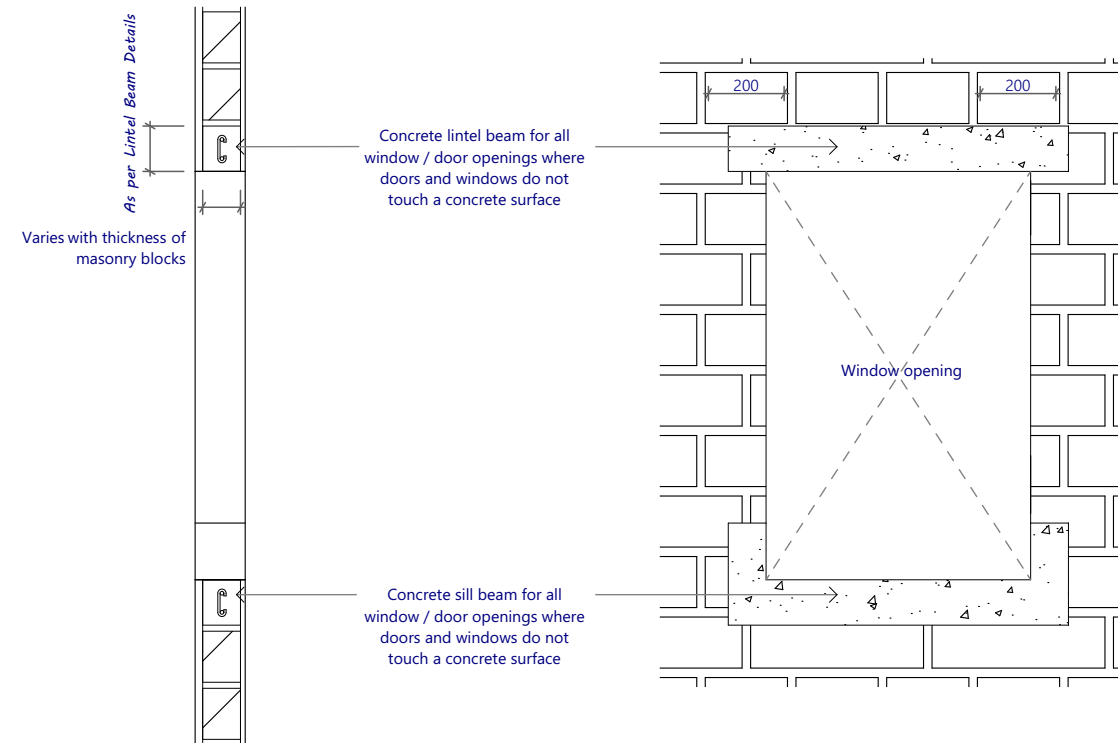 As per Lintel Beam Details
Varies with thickness of
masonry blocks
Concrete lintel beam for all
window / door openings where
doors and windows do not
touch a concrete surface
Concrete sill beam for all
window / door openings where
doors and windows do not
touch a concrete surface
200
200
Window opening